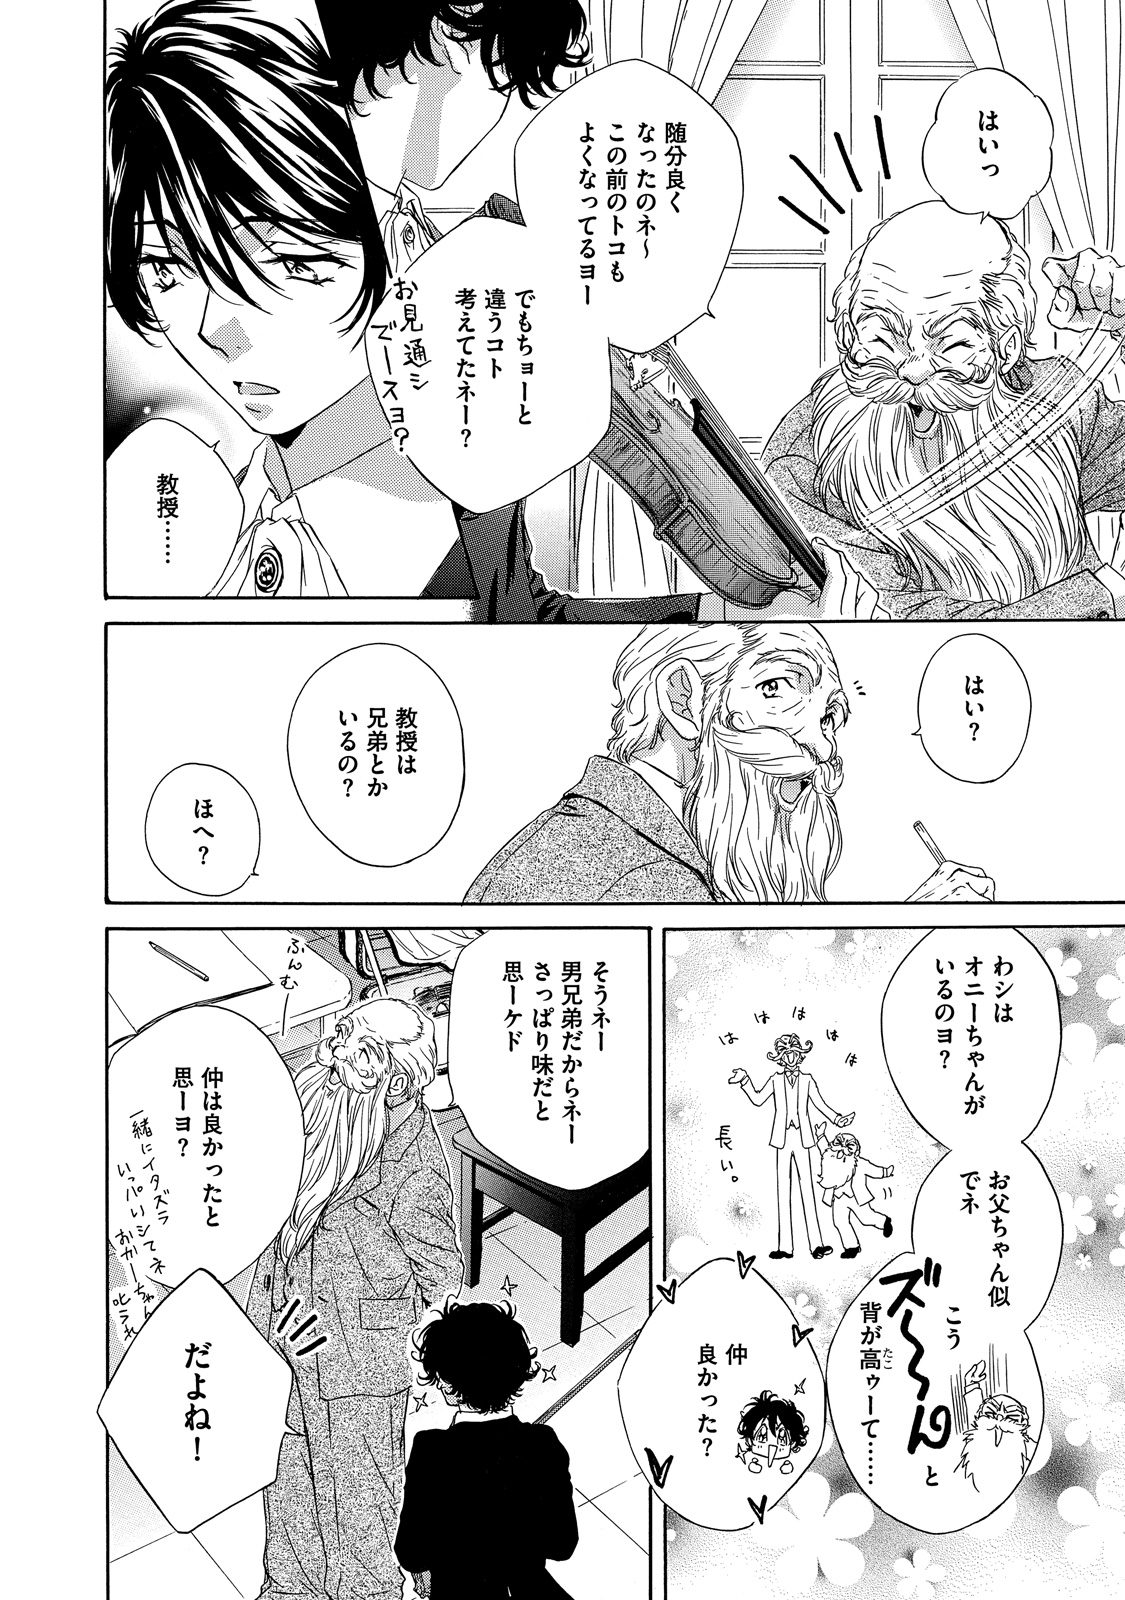 はいっ
随分良く
なったのネ〜
この前のトコも
よくなってるヨー
でもちョーと
違うコト
考えてたネー?
お見通シ
でースョ?
教授……
はい?
教授は
兄弟とか
いるの?
ほへ?
わシは
オニーちゃんが
いるのヨ?
お父ちゃん似
でネ
こう
ズ〜〜〜ん
と
背が高ゥーて……
たこ
は は は は は は
長い。
仲
良かった?
そうネー
男兄弟だからネー
さっぱり味だと
思ーケド
ふんむー
仲は良かったと
思ーヨ?
一緒にイタズラ
いっパいシてネ
おかーちゃん
叱られ
だよね!